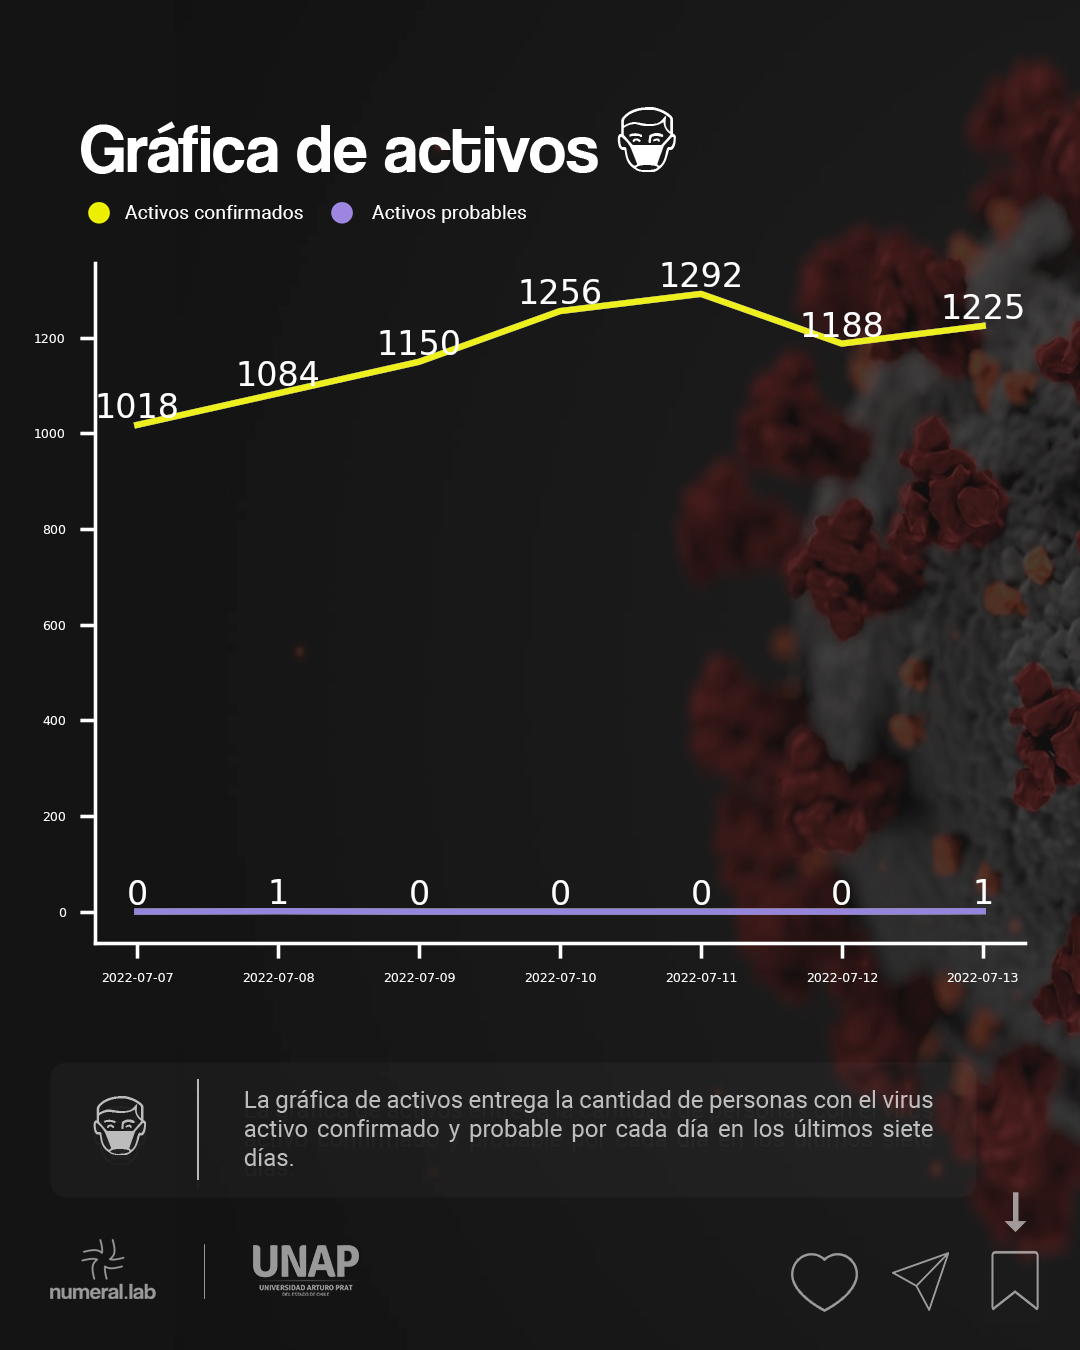 Gráfica de activos
Activos confirmados Activos probables
1292
1256
1225
1188
1200
1150
1084
1018
1000
800
600
400
200
0 1 0 0 0 0 1
0
2022-07-07 2022-07-08 2022-07-09 2022-07-10 2022-07-11 2022-07-12 2022-07-13
La gráfica de activos entrega la cantidad de personas con el virus
activo confirmado y probable por cada día en los últimos siete
días.
numeral.lab
UNAP
UNIVERSIDAD ARTURO PRAT
DEL ESTADO DE CHILE